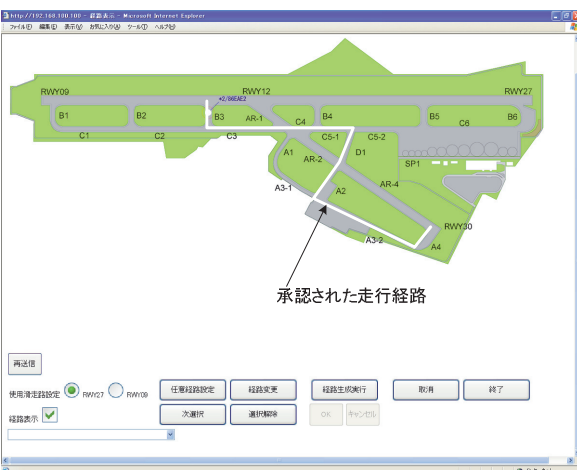 http://192.168.100.100 - 経路表示 - Microsoft Internet Explorer
ファイル(F) 編集(E) 表示(V) お気に入り(A) ツール(T) ヘルプ(H)
RWY09 RWY12 RWY27
+2/86EAE2
B1 B2 B3 AR-1 C4 B4 B5 C6 B6
C1 C2 C3 C5-1 C5-2
A1 AR-2 D1 SP1
A3-1 A2 AR-4
RWY30
A3-2 A4
承認された走行経路
再送信
使用滑走路設定 RWY27 RWY09 任意経路設定 経路変更 経路生成実行 取消 終了
経路表示 次選択 選択解除 OK キャンセル